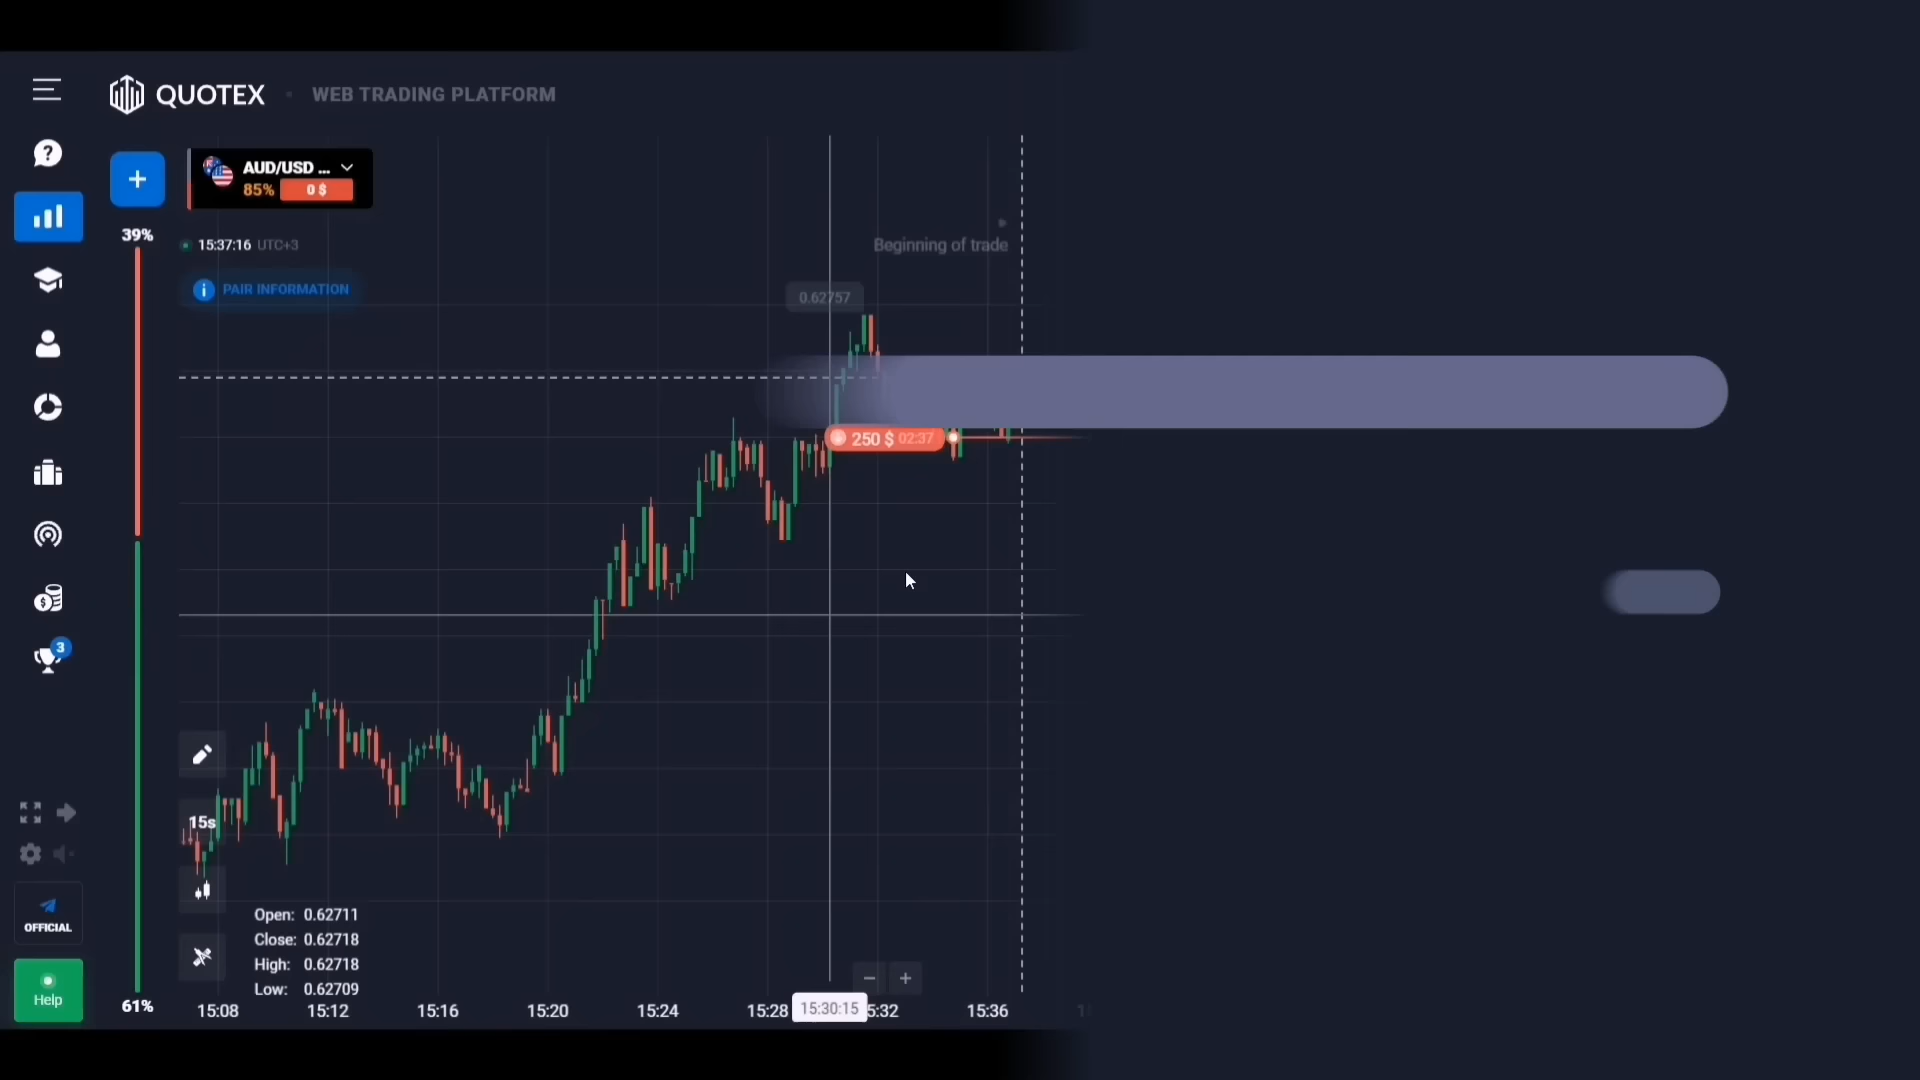 QUOTEX • WEB TRADING PLATFORM
AUD/USD ...
85% 0 $
39%
15:37:16 UTC+3
Beginning of trade
PAIR INFORMATION
0.62757
250 $ 02:37
3
15s
Open: 0.62711
Close: 0.62718
High: 0.62718
Low: 0.62709
OFFICIAL
Help
61%
15:08 15:12 15:16 15:20 15:24 15:28 15:30:15 5:32 15:36